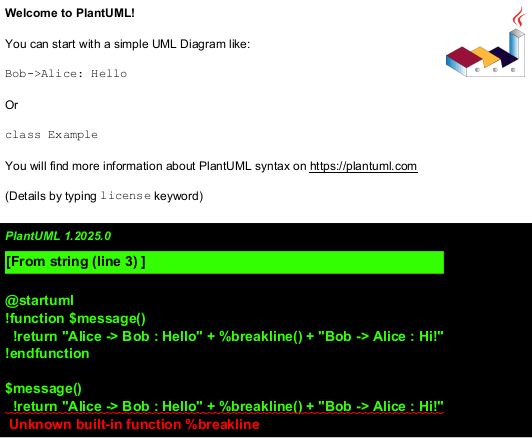 Welcome to PlantUML!
You can start with a simple UML Diagram like:
Bob->Alice: Hello
Or
class Example
You will find more information about PlantUML syntax on https://plantuml.com
(Details by typing license keyword)
PlantUML 1.2025.0
[From string (line 3) ]
@startuml
!function $message()
!return "Alice -> Bob : Hello" + %breakline() + "Bob -> Alice : Hi!"
!endfunction
$message()
!return "Alice -> Bob : Hello" + %breakline() + "Bob -> Alice : Hi!"
Unknown built-in function %breakline